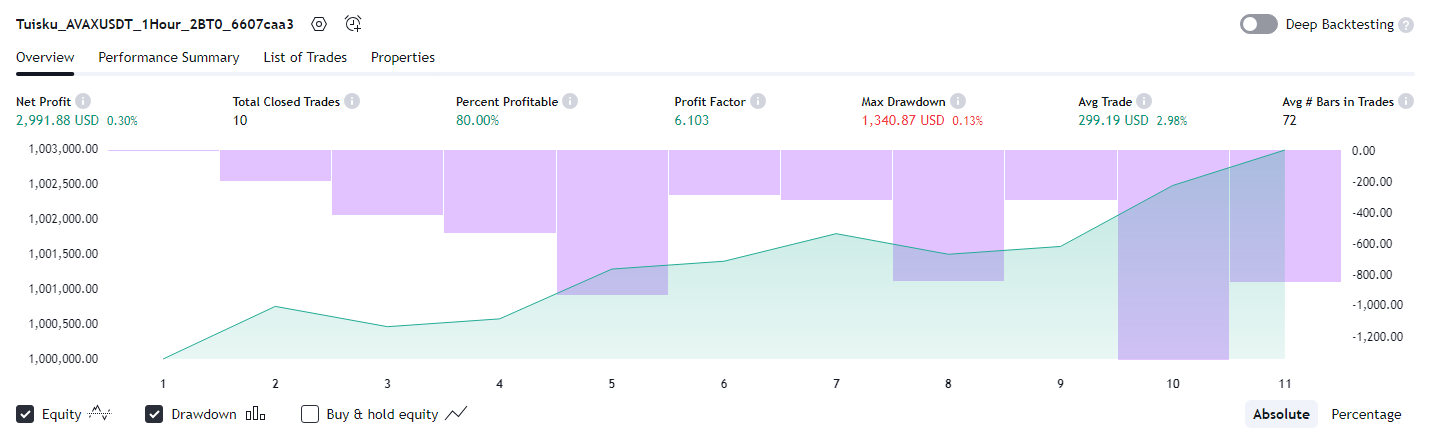 Tuisku_AVAXUSDT_1Hour_2BT0_6607caa3 Deep Backtesting ?
Overview Performance Summary List of Trades Properties
Net Profit Total Closed Trades Percent Profitable Profit Factor Max Drawdown Avg Trade Avg # Bars in Trades
2,991.88 USD 0.30% 10 80.00% 6.103 1,340.87 USD 0.13% 299.19 USD 2.98% 72
1,003,000.00 0.00
1,002,500.00 -200.00
1,002,000.00 -400.00
1,001,500.00 -600.00
1,001,000.00 -800.00
1,000,500.00 -1,000.00
1,000,000.00 -1,200.00
1 2 3 4 5 6 7 8 9 10 11
Equity Drawdown Buy & hold equity Absolute Percentage